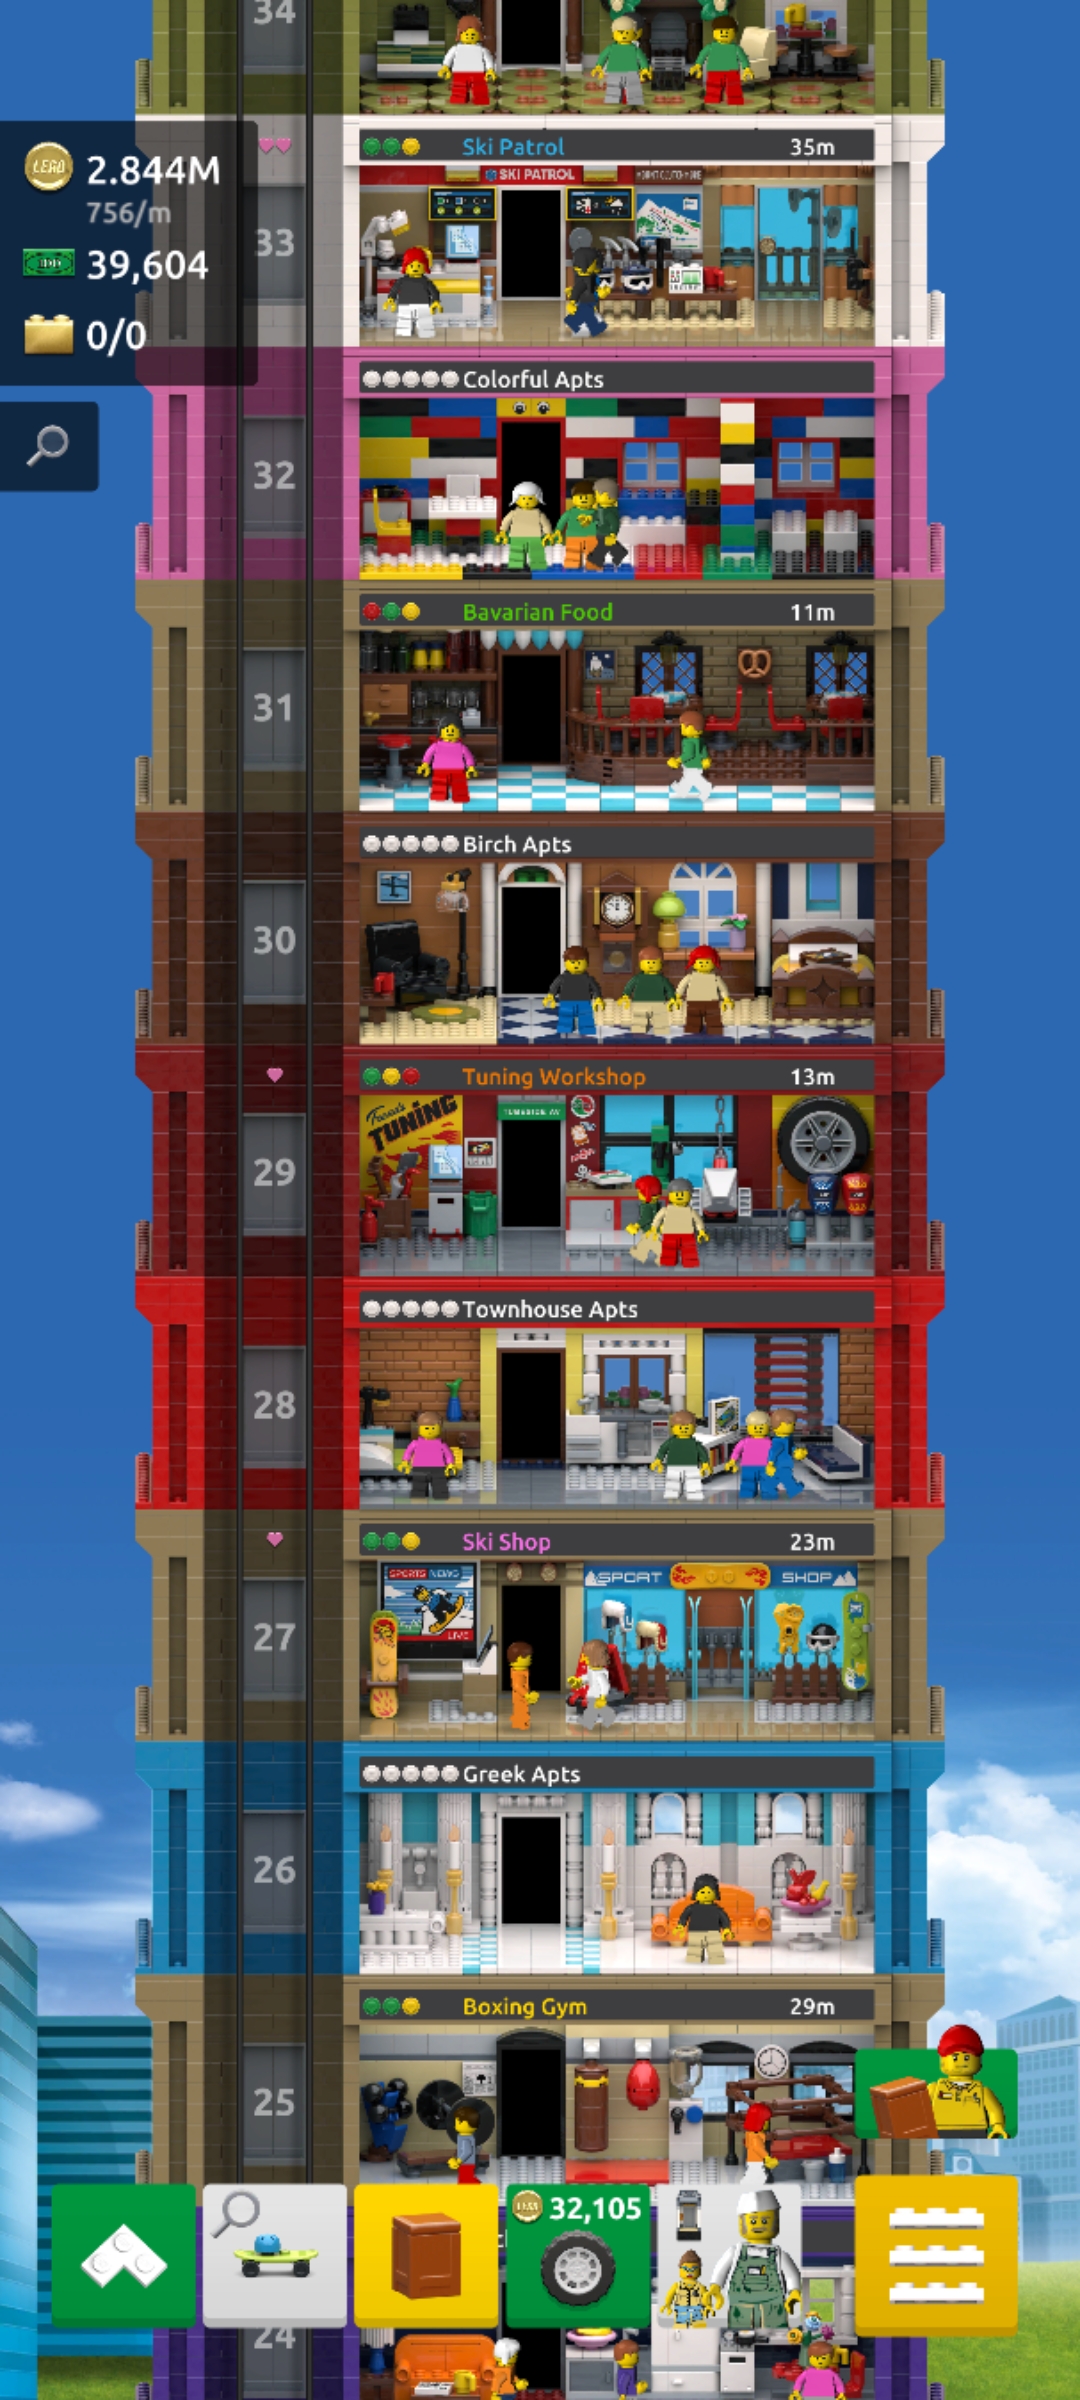 34
LEGO 2.844M
756/m
39,604
0/0
Ski Patrol 35m
SKI PATROL
33
Colorful Apts
32
Bavarian Food 11m
31
Birch Apts
30
Tuning Workshop 13m
TUNING
29
Townhouse Apts
28
Ski Shop 23m
SPORTS NEWS
LIVE
SPORT SHOP
27
Greek Apts
26
Boxing Gym 29m
25
32,105
24